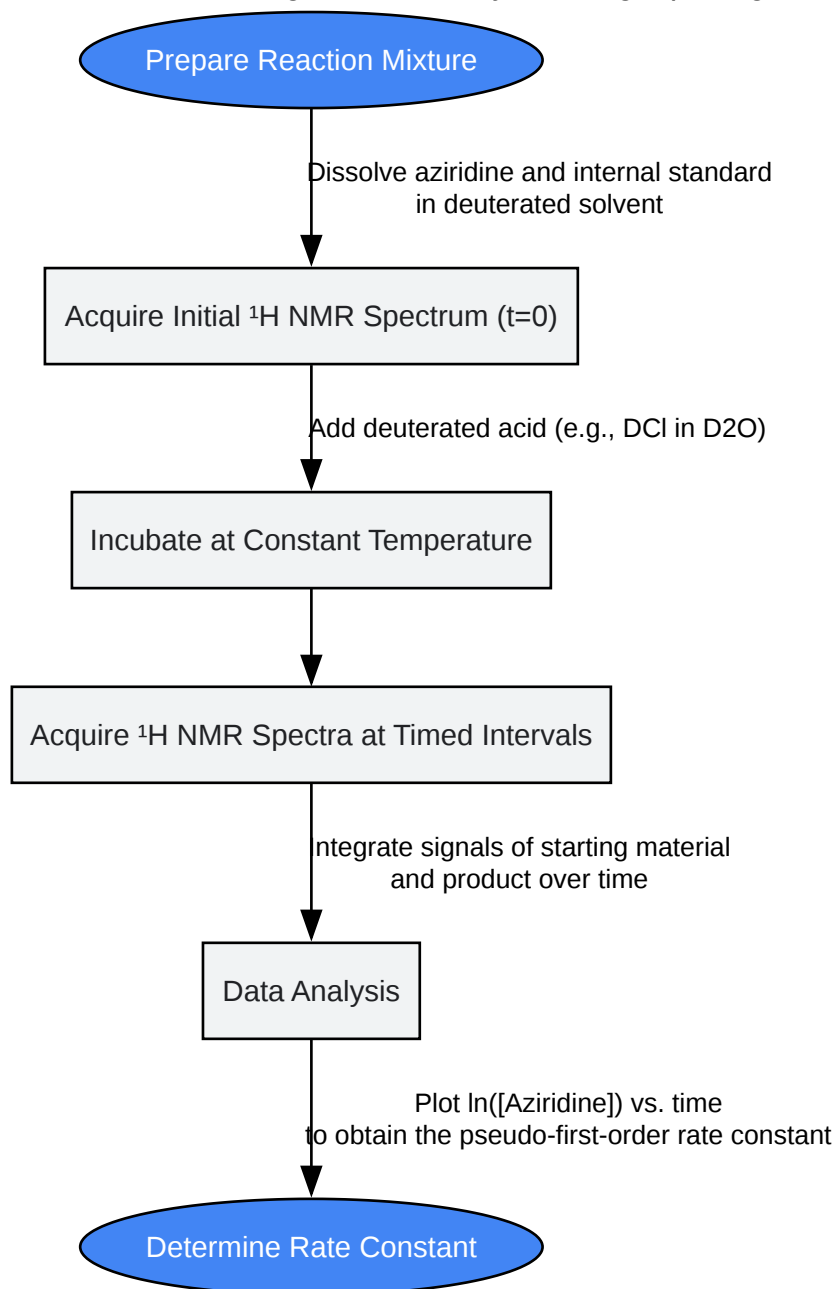 Prepare Reaction Mixture
Dissolve aziridine and internal standard
in deuterated solvent
Acquire Initial ¹H NMR Spectrum (t=0)
Add deuterated acid (e.g., DCl in D2O)
Incubate at Constant Temperature
Acquire ¹H NMR Spectra at Timed Intervals
Integrate signals of starting material
and product over time
Data Analysis
Plot ln([Aziridine]) vs. time
to obtain the pseudo-first-order rate constant
Determine Rate Constant